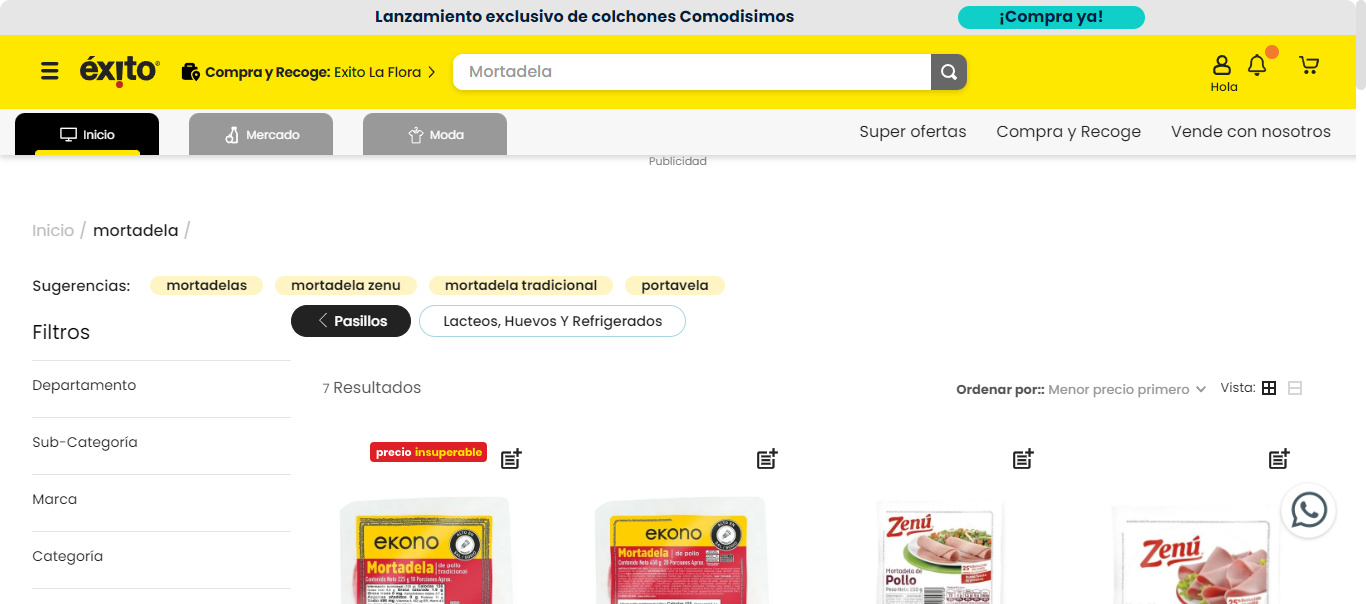 Lanzamiento exclusivo de colchones Comodisimos
¡Compra ya!
éxito
Compra y Recoge: Exito La Flora
Mortadela
Hola
Inicio
Mercado
Moda
Super ofertas
Compra y Recoge
Vende con nosotros
Publicidad
Inicio / mortadela /
Sugerencias:
mortadelas
mortadela zenu
mortadela tradicional
portavela
Filtros
Pasillos
Lacteos, Huevos Y Refrigerados
Departamento
7 Resultados
Ordenar por:: Menor precio primero
Vista:
Sub-Categoría
precio insuperable
Marca
Categoría
ekono
Mortadela de pollo tradicional
Contenido Neto 225 g 10 Porciones Aprox.
ekono
Mortadela de pollo
Contenido Neto 450 g 20 Porciones Aprox.
Zenú
Mortadela de
Pollo
Zenú